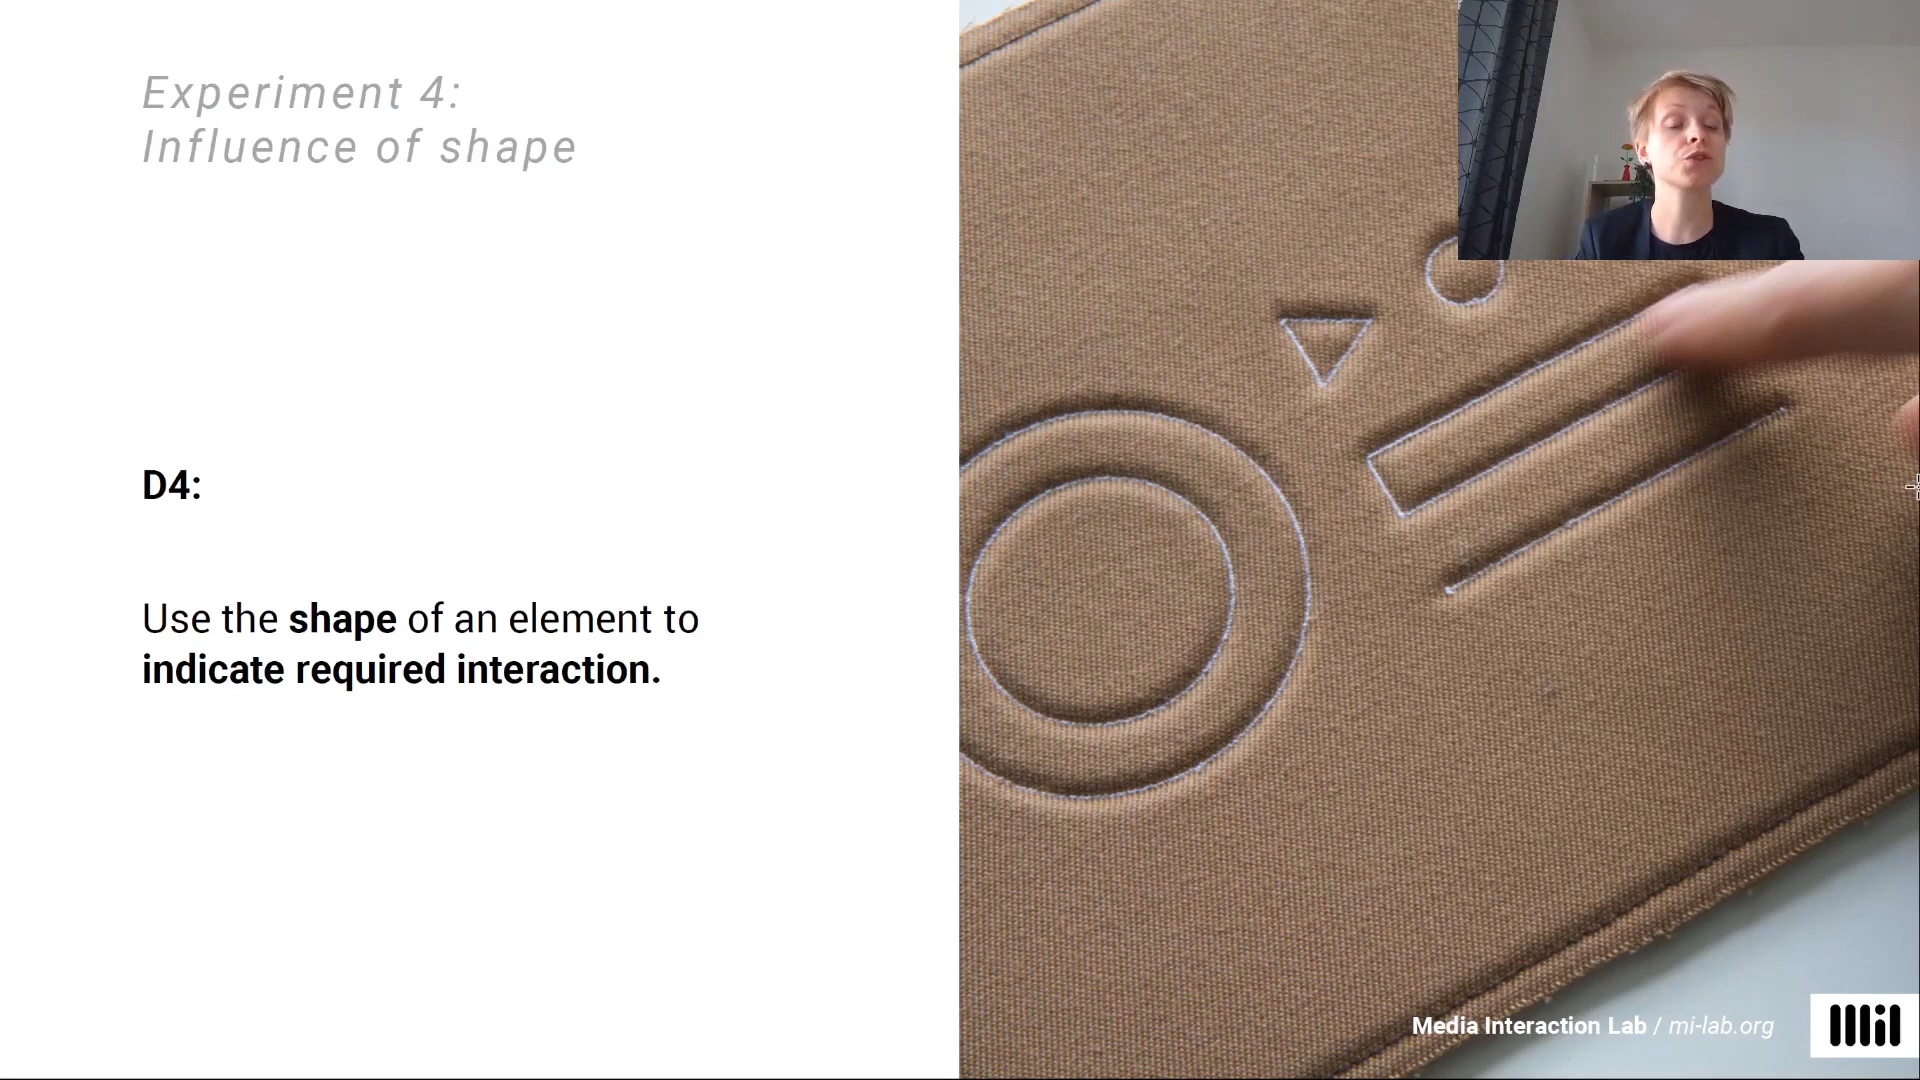 Experiment 4:
Influence of shape
D4:
Use the shape of an element to
indicate required interaction.
Media Interaction Lab / mi-lab.org
mil